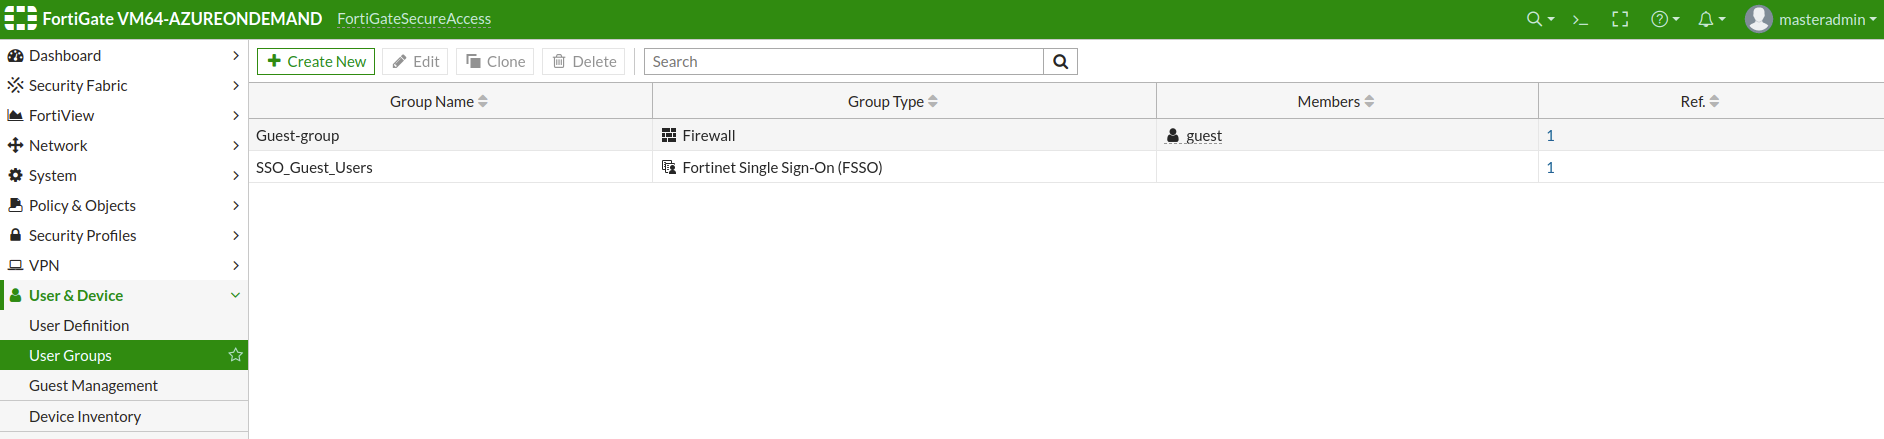 FortiGate VM64-AZUREONDEMAND FortiGateSecureAccess masteradmin
Dashboard
Security Fabric
FortiView
Network
System
Policy & Objects
Security Profiles
VPN
User & Device
User Definition
User Groups
Guest Management
Device Inventory
Create New Edit Clone Delete Search
Group Name Group Type Members Ref.
Guest-group Firewall guest 1
SSO_Guest_Users Fortinet Single Sign-On (FSSO) 1